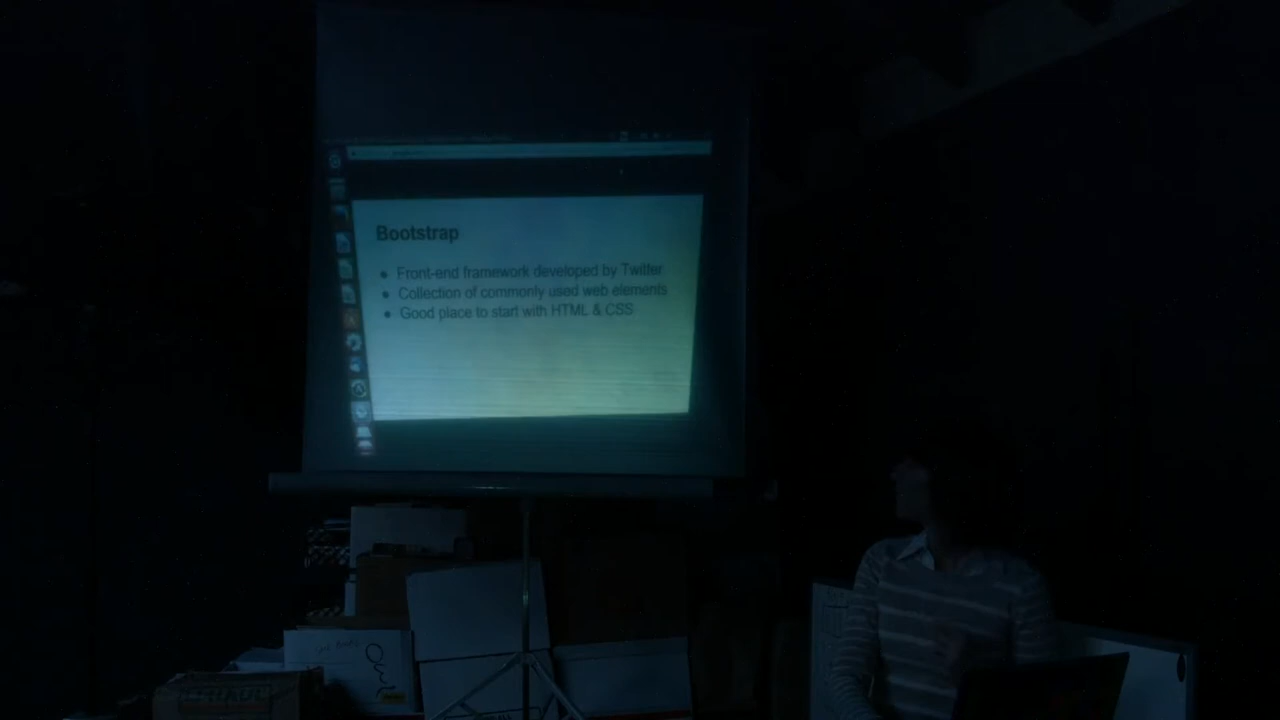 Bootstrap
● Front-end framework developed by Twitter
● Collection of commonly used web elements
● Good place to start with HTML & CSS